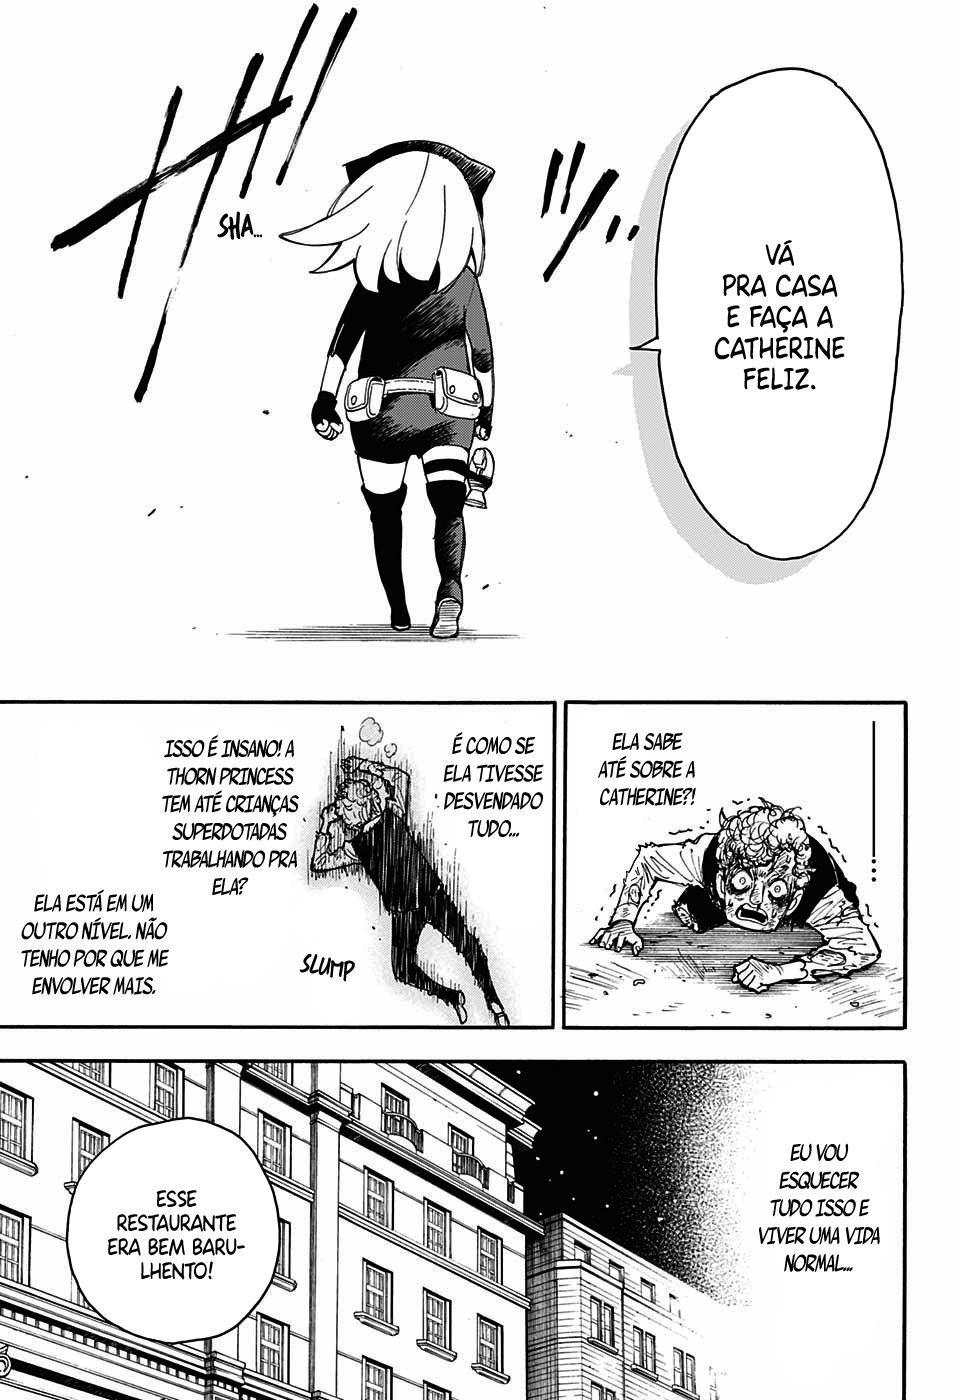 VÁ
PRA CASA
E FAÇA A
CATHERINE
FELIZ.
SHA...
ELA SABE
ATÉ SOBRE A
CATHERINE?!
É COMO SE
ELA TIVESSE
DESVENDADO
TUDO...
ISSO É INSANO! A
THORN PRINCESS
TEM ATÉ CRIANÇAS
SUPERDOTADAS
TRABALHANDO PRA
ELA?
SLUMP
ELA ESTÁ EM UM
OUTRO NÍVEL. NÃO
TENHO POR QUE ME
ENVOLVER MAIS.
EU VOU
ESQUECER
TUDO ISSO E
VIVER UMA VIDA
NORMAL...
ESSE
RESTAURANTE
ERA BEM BARU-
LHENTO!